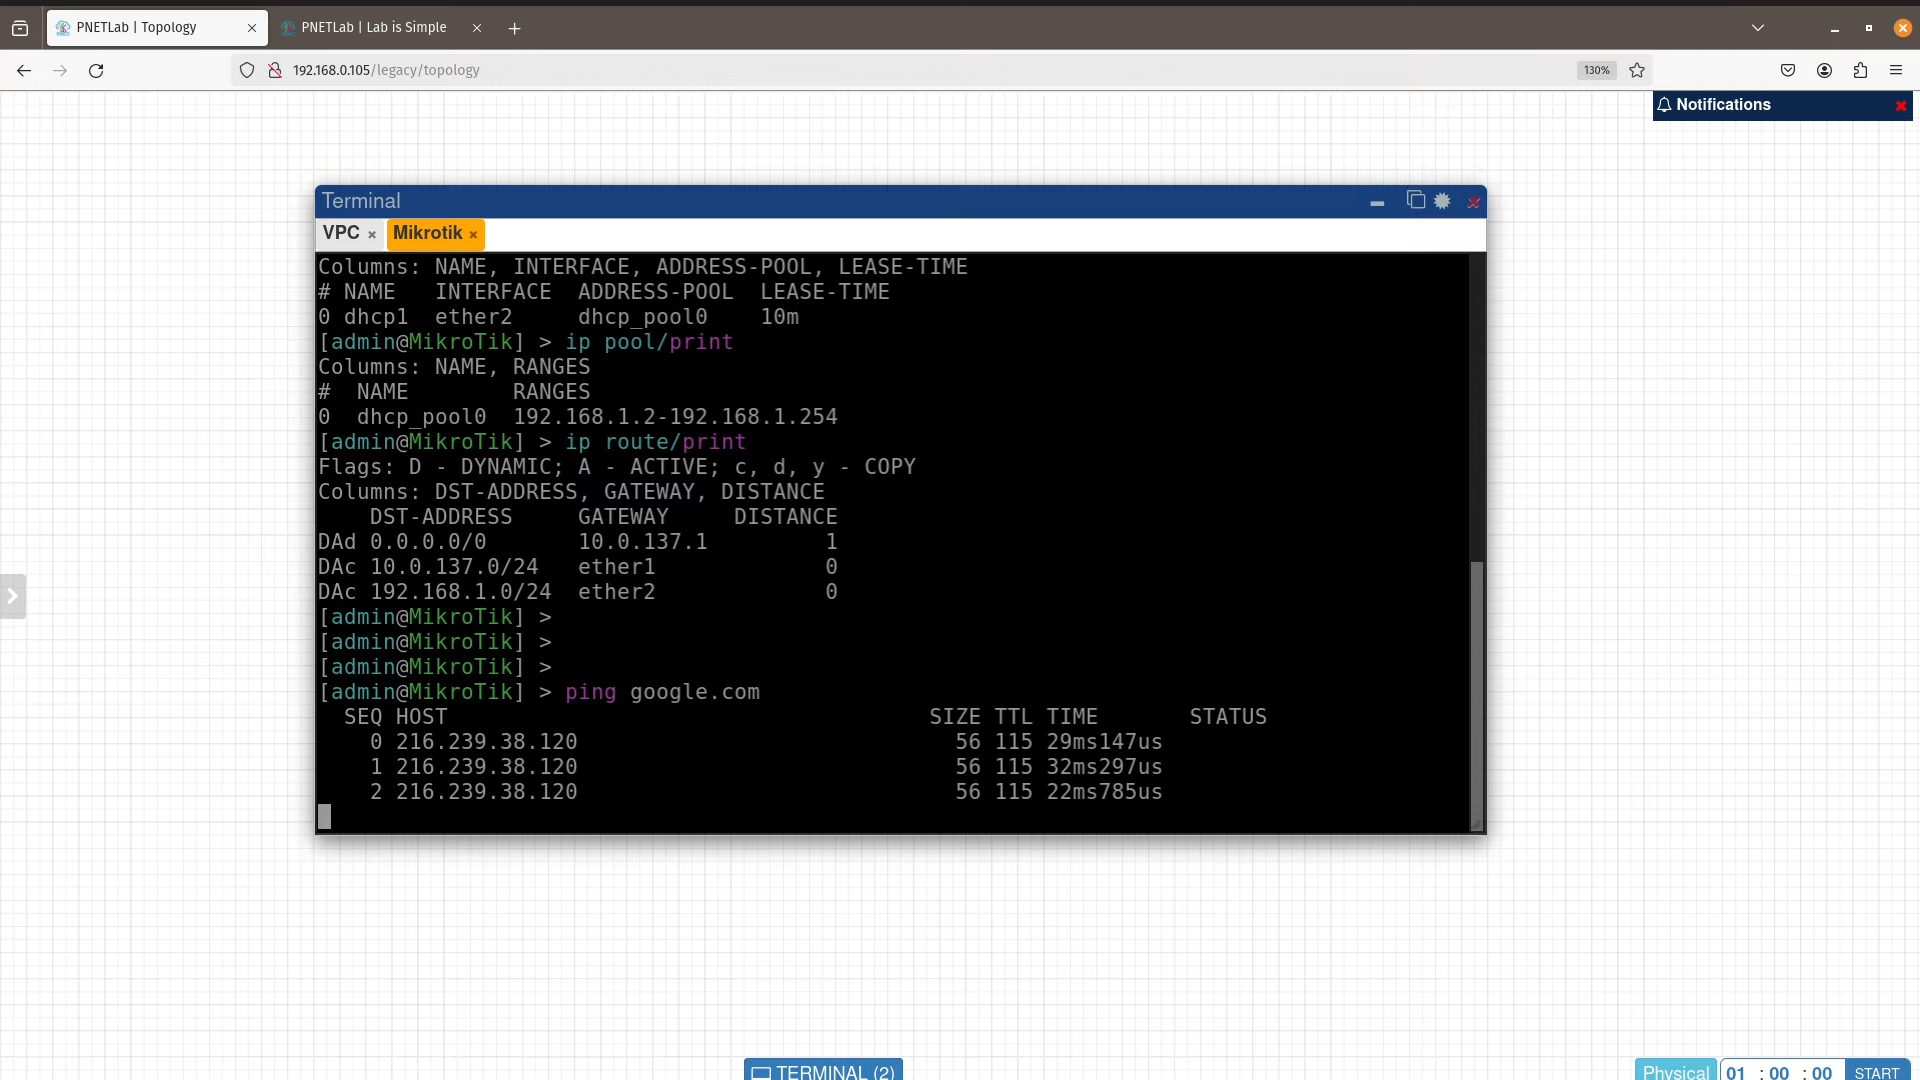 PNETLab | Topology
PNETLab | Lab is Simple
192.168.0.105/legacy/topology
130%
Notifications
Terminal
VPC
Mikrotik
Columns: NAME, INTERFACE, ADDRESS-POOL, LEASE-TIME
# NAME   INTERFACE  ADDRESS-POOL  LEASE-TIME
0 dhcp1  ether2     dhcp_pool0    10m
[admin@MikroTik] > ip pool/print
Columns: NAME, RANGES
#  NAME        RANGES
0  dhcp_pool0  192.168.1.2-192.168.1.254
[admin@MikroTik] > ip route/print
Flags: D - DYNAMIC; A - ACTIVE; c, d, y - COPY
Columns: DST-ADDRESS, GATEWAY, DISTANCE
    DST-ADDRESS     GATEWAY     DISTANCE
DAd 0.0.0.0/0       10.0.137.1         1
DAc 10.0.137.0/24   ether1             0
DAc 192.168.1.0/24  ether2             0
[admin@MikroTik] >
[admin@MikroTik] >
[admin@MikroTik] >
[admin@MikroTik] > ping google.com
  SEQ HOST                                     SIZE TTL TIME       STATUS
    0 216.239.38.120                             56 115 29ms147us
    1 216.239.38.120                             56 115 32ms297us
    2 216.239.38.120                             56 115 22ms785us
TERMINAL (2)
Physical 01 : 00 : 00 START